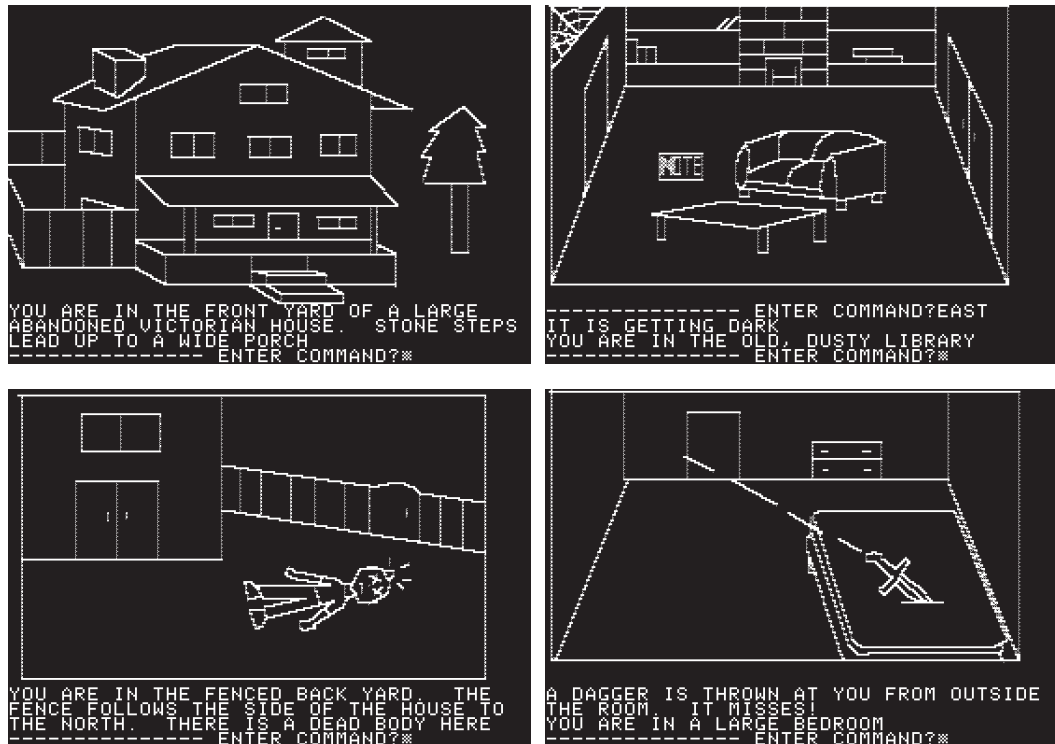 YOU ARE IN THE FRONT YARD OF A LARGE
ABANDONED VICTORIAN HOUSE.  STONE STEPS
LEAD UP TO A WIDE PORCH
---------------- ENTER COMMAND?
NOTE
---------------- ENTER COMMAND?EAST
IT IS GETTING DARK
YOU ARE IN THE OLD, DUSTY LIBRARY
---------------- ENTER COMMAND?
YOU ARE IN THE FENCED BACK YARD.  THE
FENCE FOLLOWS THE SIDE OF THE HOUSE TO
THE NORTH.  THERE IS A DEAD BODY HERE
---------------- ENTER COMMAND?
A DAGGER IS THROWN AT YOU FROM OUTSIDE
THE ROOM.  IT MISSES!
YOU ARE IN A LARGE BEDROOM
---------------- ENTER COMMAND?